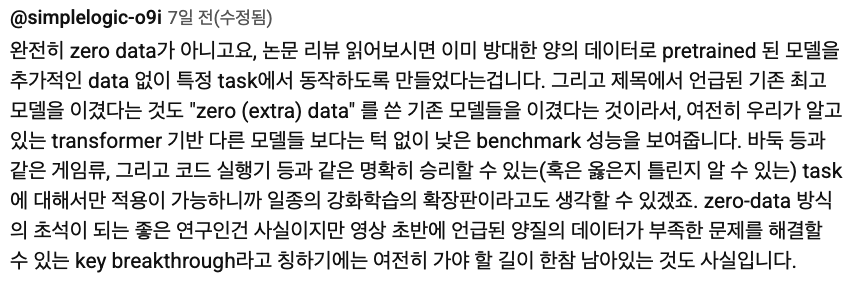 @simplelogic-o9i 7일 전(수정됨)
완전히 zero data가 아니고요, 논문 리뷰 읽어보시면 이미 방대한 양의 데이터로 pretrained 된 모델을
추가적인 data 없이 특정 task에서 동작하도록 만들었다는겁니다. 그리고 제목에서 언급된 기존 최고
모델을 이겼다는 것도 "zero (extra) data" 를 쓴 기존 모델들을 이겼다는 것이라서, 여전히 우리가 알고
있는 transformer 기반 다른 모델들 보다는 턱 없이 낮은 benchmark 성능을 보여줍니다. 바둑 등과
같은 게임류, 그리고 코드 실행기 등과 같은 명확히 승리할 수 있는(혹은 옳은지 틀린지 알 수 있는) task
에 대해서만 적용이 가능하니까 일종의 강화학습의 확장판이라고도 생각할 수 있겠죠. zero-data 방식
의 초석이 되는 좋은 연구인건 사실이지만 영상 초반에 언급된 양질의 데이터가 부족한 문제를 해결할
수 있는 key breakthrough라고 칭하기에는 여전히 가야 할 길이 한참 남아있는 것도 사실입니다.